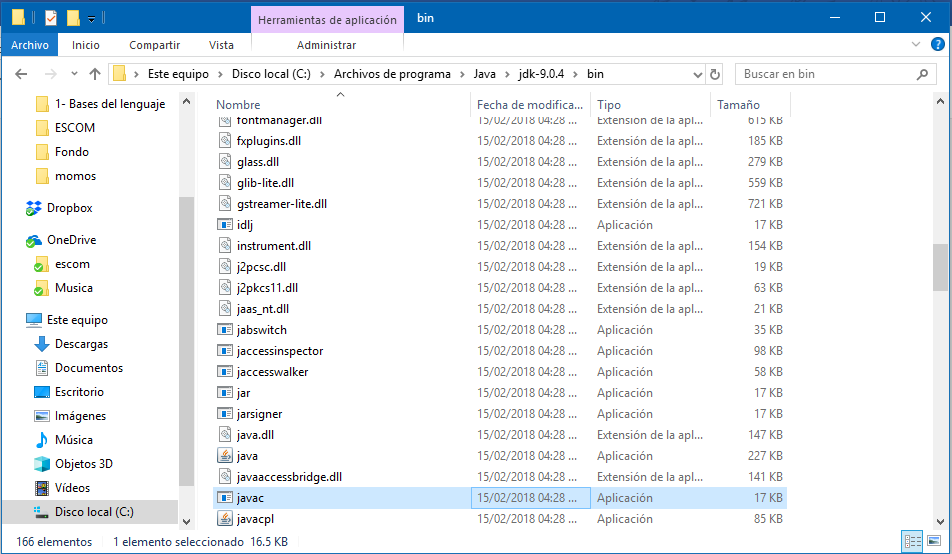 Herramientas de aplicación bin
Archivo Inicio Compartir Vista Administrar
Este equipo Disco local (C:) Archivos de programa Java jdk-9.0.4 bin
Buscar en bin
1- Bases del lenguaje
ESCOM
Fondo
momos
Dropbox
OneDrive
escom
Musica
Este equipo
Descargas
Documentos
Escritorio
Imágenes
Música
Objetos 3D
Vídeos
Disco local (C:)
Nombre Fecha de modifica... Tipo Tamaño
fontmanager.dll 15/02/2018 04:28 ... Extensión de la apl... 615 KB
fxplugins.dll 15/02/2018 04:28 ... Extensión de la apl... 185 KB
glass.dll 15/02/2018 04:28 ... Extensión de la apl... 279 KB
glib-lite.dll 15/02/2018 04:28 ... Extensión de la apl... 559 KB
gstreamer-lite.dll 15/02/2018 04:28 ... Extensión de la apl... 721 KB
idlj 15/02/2018 04:28 ... Aplicación 17 KB
instrument.dll 15/02/2018 04:28 ... Extensión de la apl... 154 KB
j2pcsc.dll 15/02/2018 04:28 ... Extensión de la apl... 19 KB
j2pkcs11.dll 15/02/2018 04:28 ... Extensión de la apl... 63 KB
jaas_nt.dll 15/02/2018 04:28 ... Extensión de la apl... 21 KB
jabswitch 15/02/2018 04:28 ... Aplicación 35 KB
jaccessinspector 15/02/2018 04:28 ... Aplicación 98 KB
jaccesswalker 15/02/2018 04:28 ... Aplicación 58 KB
jar 15/02/2018 04:28 ... Aplicación 17 KB
jarsigner 15/02/2018 04:28 ... Aplicación 17 KB
java.dll 15/02/2018 04:28 ... Extensión de la apl... 147 KB
java 15/02/2018 04:28 ... Aplicación 227 KB
javaaccessbridge.dll 15/02/2018 04:28 ... Extensión de la apl... 141 KB
javac 15/02/2018 04:28 ... Aplicación 17 KB
javacpl 15/02/2018 04:28 ... Aplicación 85 KB
166 elementos 1 elemento seleccionado 16.5 KB